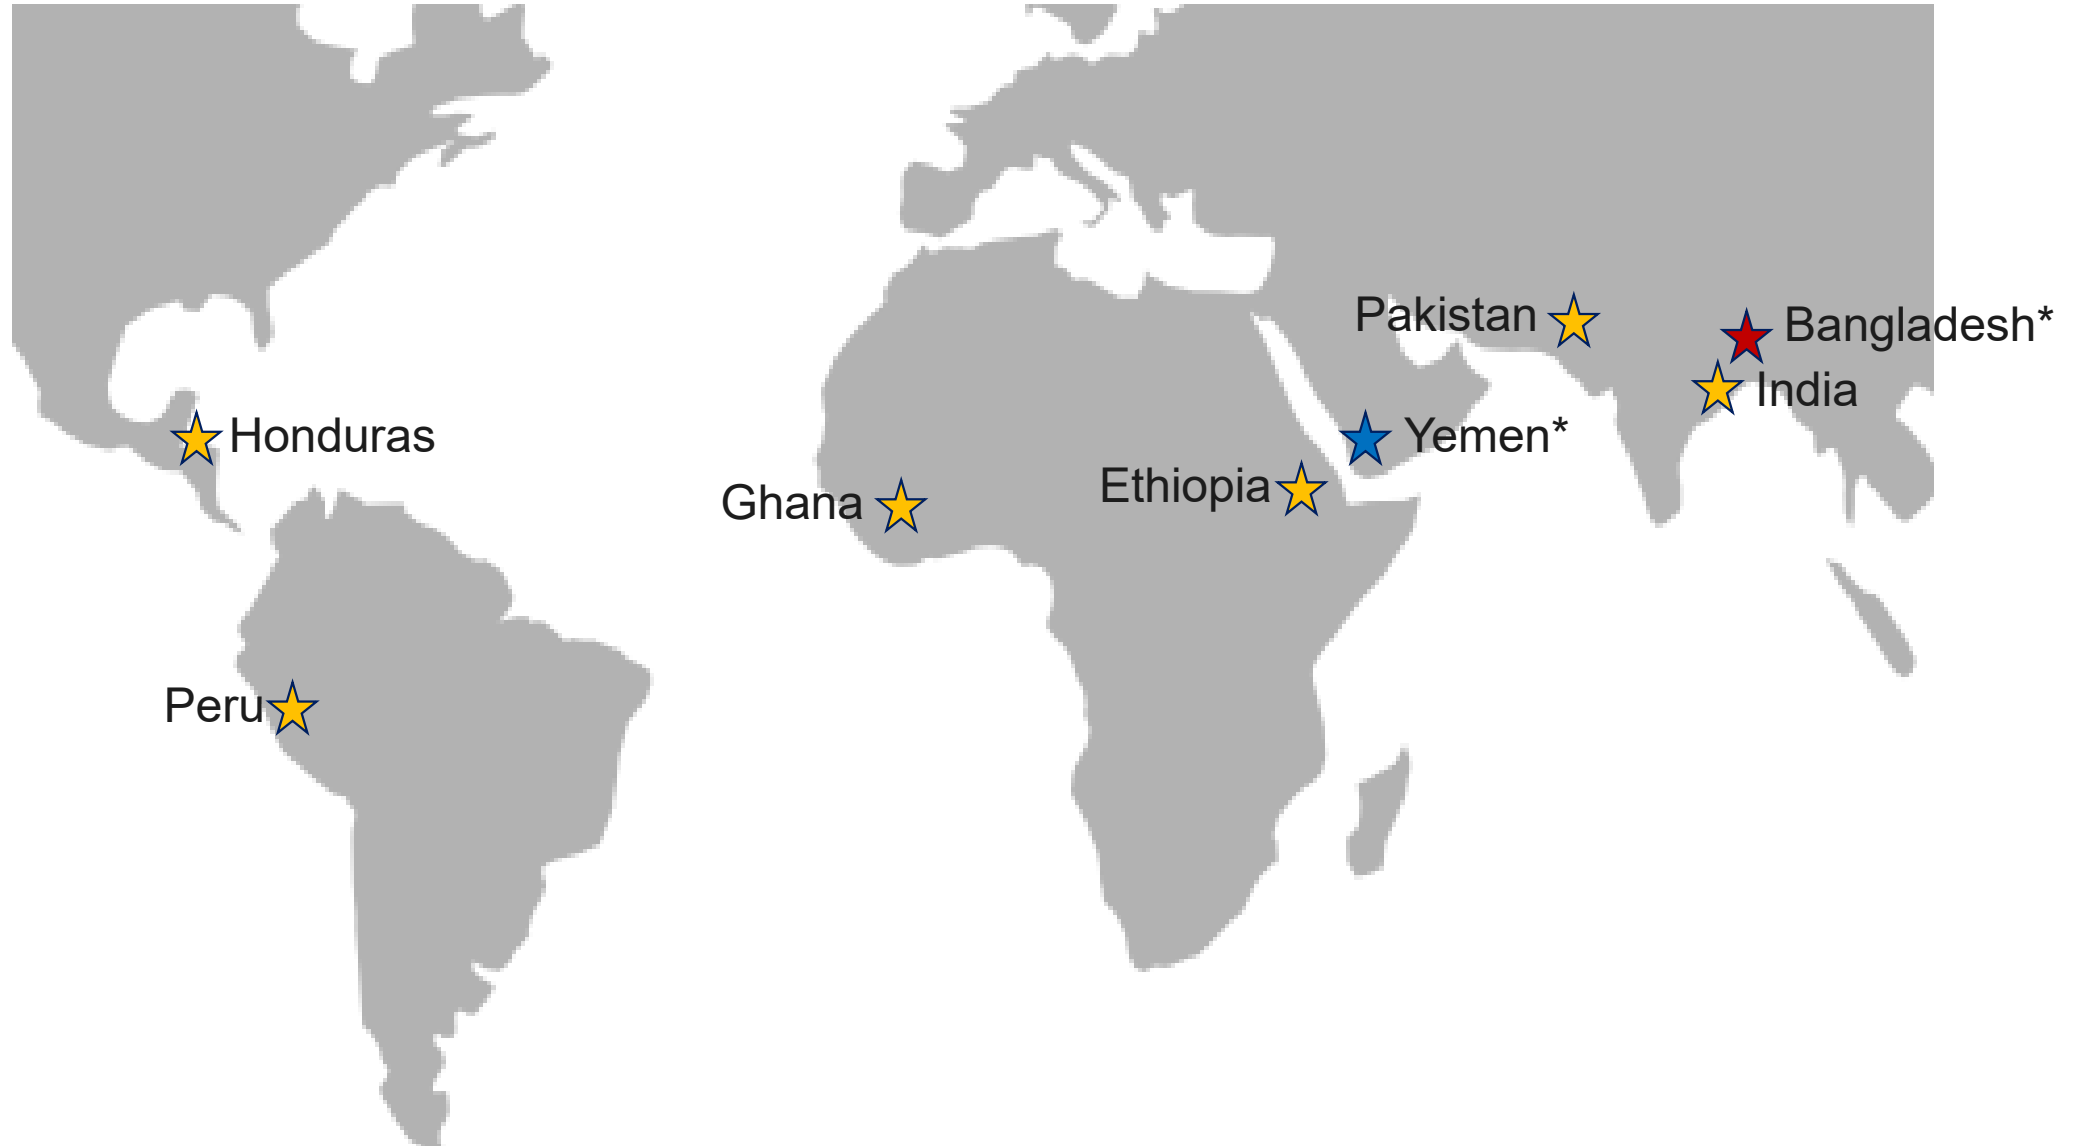 Pakistan
Bangladesh*
India
Honduras
Yemen*
Ethiopia
Ghana
Peru